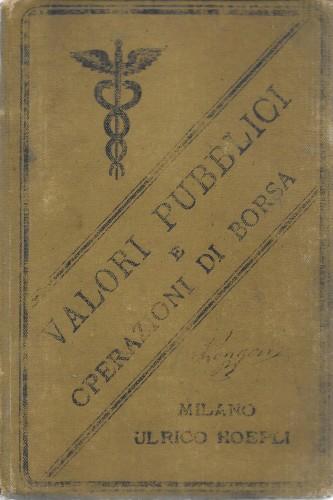 VALORI PUBBLICI
E
OPERAZIONI DI BORSA
MILANO
ULRICO HOEPLI